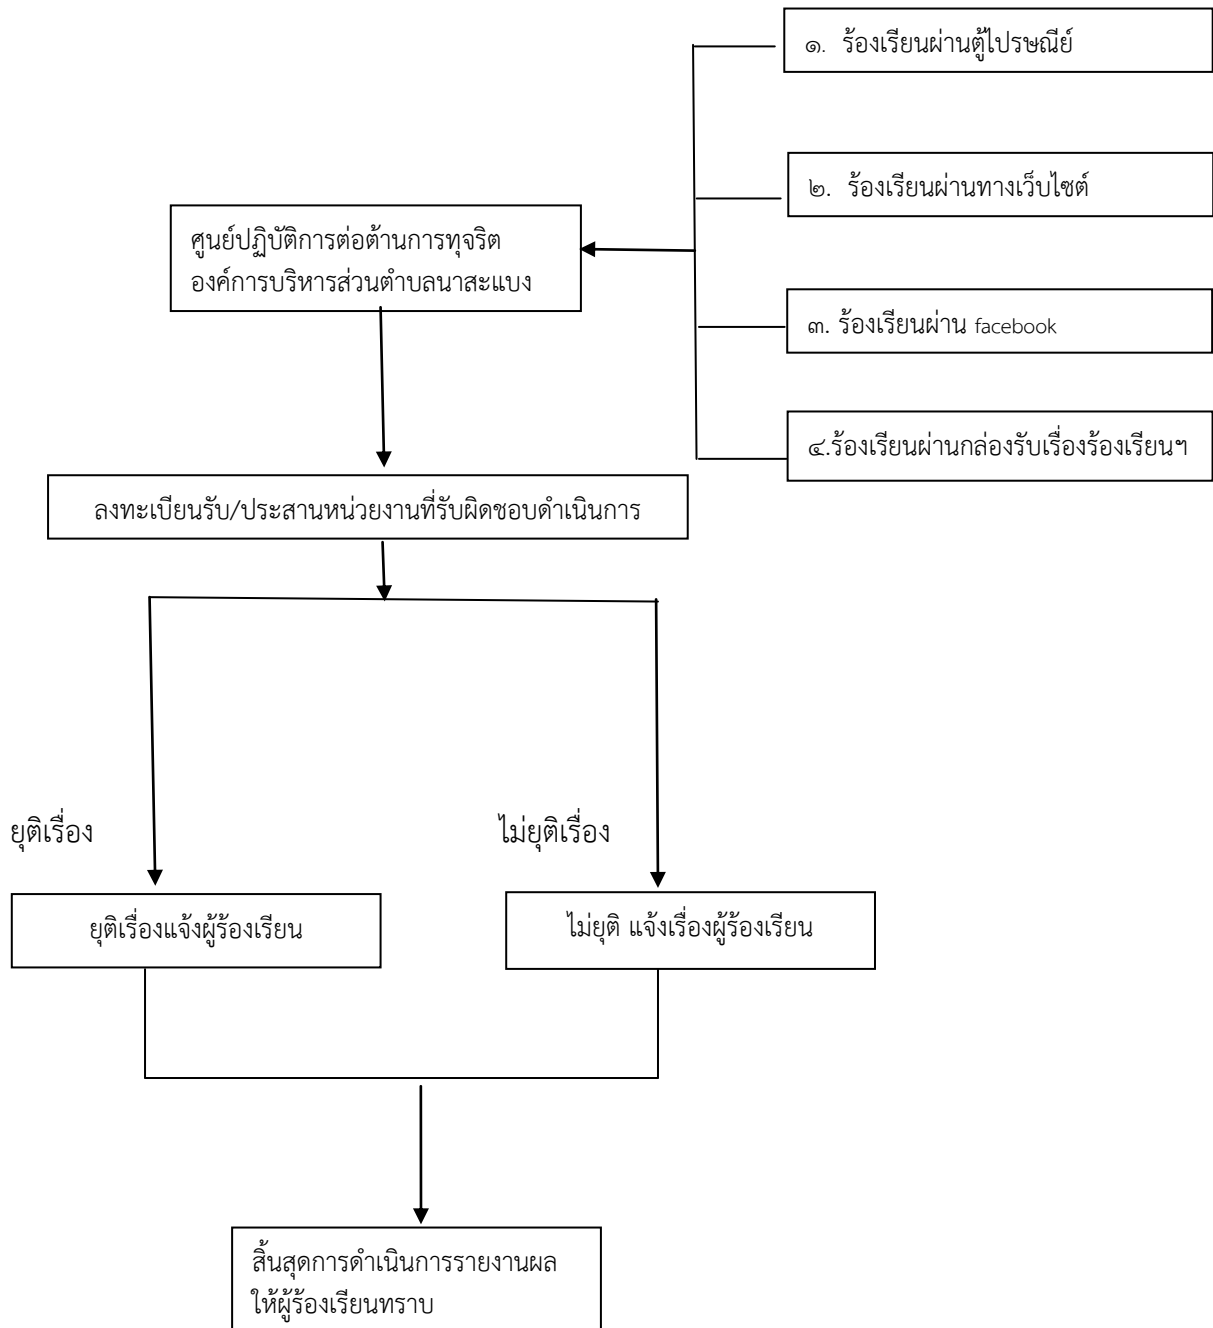 ๑. ร้องเรียนผ่านตู้ไปรษณีย์
๒. ร้องเรียนผ่านทางเว็บไซต์
ศูนย์ปฏิบัติการต่อต้านการทุจริต
องค์การบริหารส่วนตำบลนาสะแบง
๓. ร้องเรียนผ่าน facebook
๔.ร้องเรียนผ่านกล่องรับเรื่องร้องเรียนฯ
ลงทะเบียนรับ/ประสานหน่วยงานที่รับผิดชอบดำเนินการ
ยุติเรื่อง
ไม่ยุติเรื่อง
ยุติเรื่องแจ้งผู้ร้องเรียน
ไม่ยุติ แจ้งเรื่องผู้ร้องเรียน
สิ้นสุดการดำเนินการรายงานผล
ให้ผู้ร้องเรียนทราบ